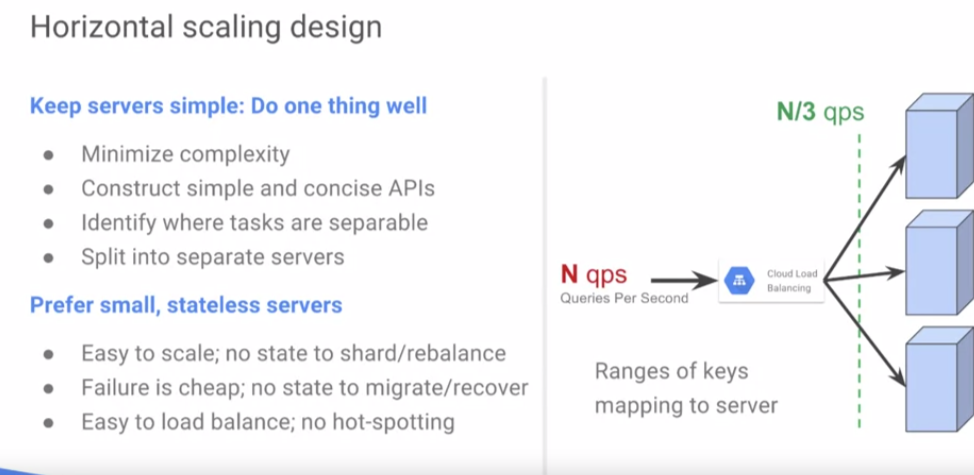 Horizontal scaling design
Keep servers simple: Do one thing well
● Minimize complexity
● Construct simple and concise APIs
● Identify where tasks are separable
● Split into separate servers
Prefer small, stateless servers
● Easy to scale; no state to shard/rebalance
● Failure is cheap; no state to migrate/recover
● Easy to load balance; no hot-spotting
N/3 qps
N qps
Queries Per Second
Cloud Load
Balancing
Ranges of keys
mapping to server